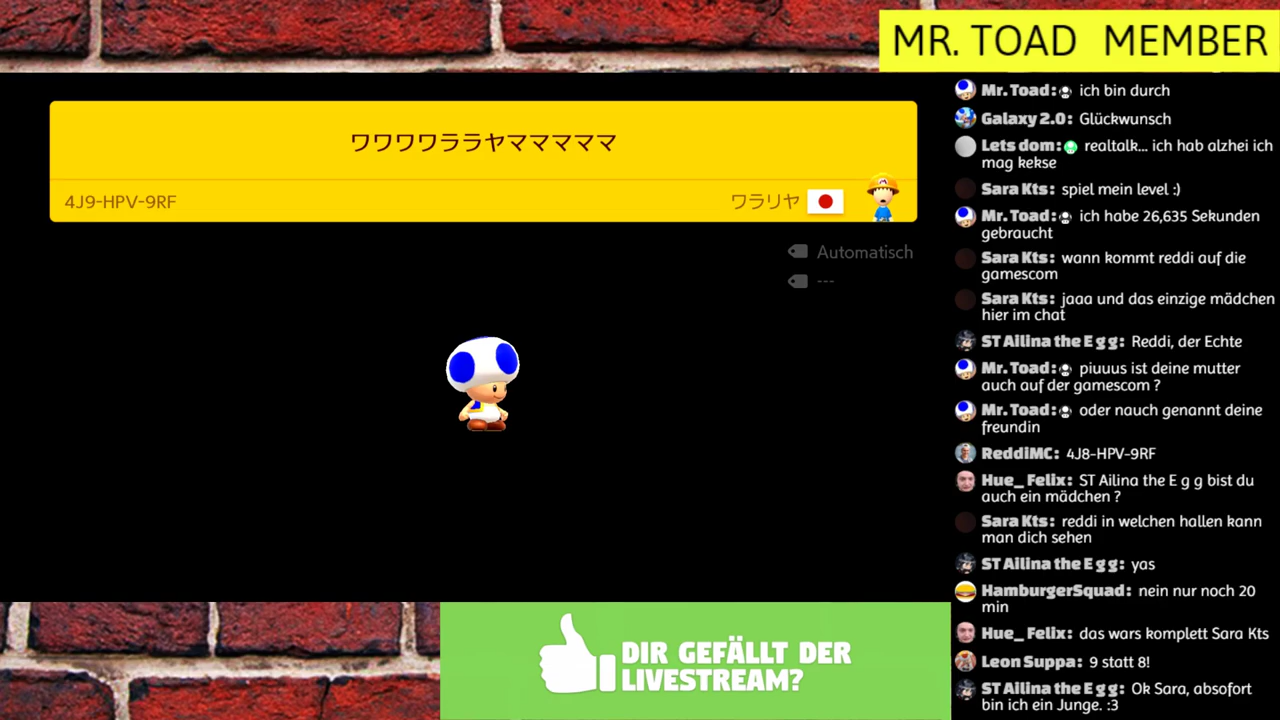 MR. TOAD MEMBER
ワワワワララヤママママママ
4J9-HPV-9RF
ワラリヤ
Automatisch
---
DIR GEFÄLLT DER
LIVESTREAM?
Mr. Toad: ich bin durch
Galaxy 2.0: Glückwunsch
Lets dom: realtalk... ich hab alzhei ich
mag kekse
Sara Kts: spiel mein level :)
Mr. Toad: ich habe 26,635 Sekunden
gebraucht
Sara Kts: wann kommt reddi auf die
gamescom
Sara Kts: jaaa und das einzige mädchen
hier im chat
ST Ailina the E g g: Reddi, der Echte
Mr. Toad: piuuus ist deine mutter
auch auf der gamescom ?
Mr. Toad: oder nauch genannt deine
freundin
ReddiMC: 4J8-HPV-9RF
Hue_ Felix: ST Ailina the E g g bist du
auch ein mädchen ?
Sara Kts: reddi in welchen hallen kann
man dich sehen
ST Ailina the E g g: yas
HamburgerSquad: nein nur noch 20
min
Hue_ Felix: das wars komplett Sara Kts
Leon Suppa: 9 statt 8!
ST Ailina the E g g: Ok Sara, absofort
bin ich ein Junge. :3